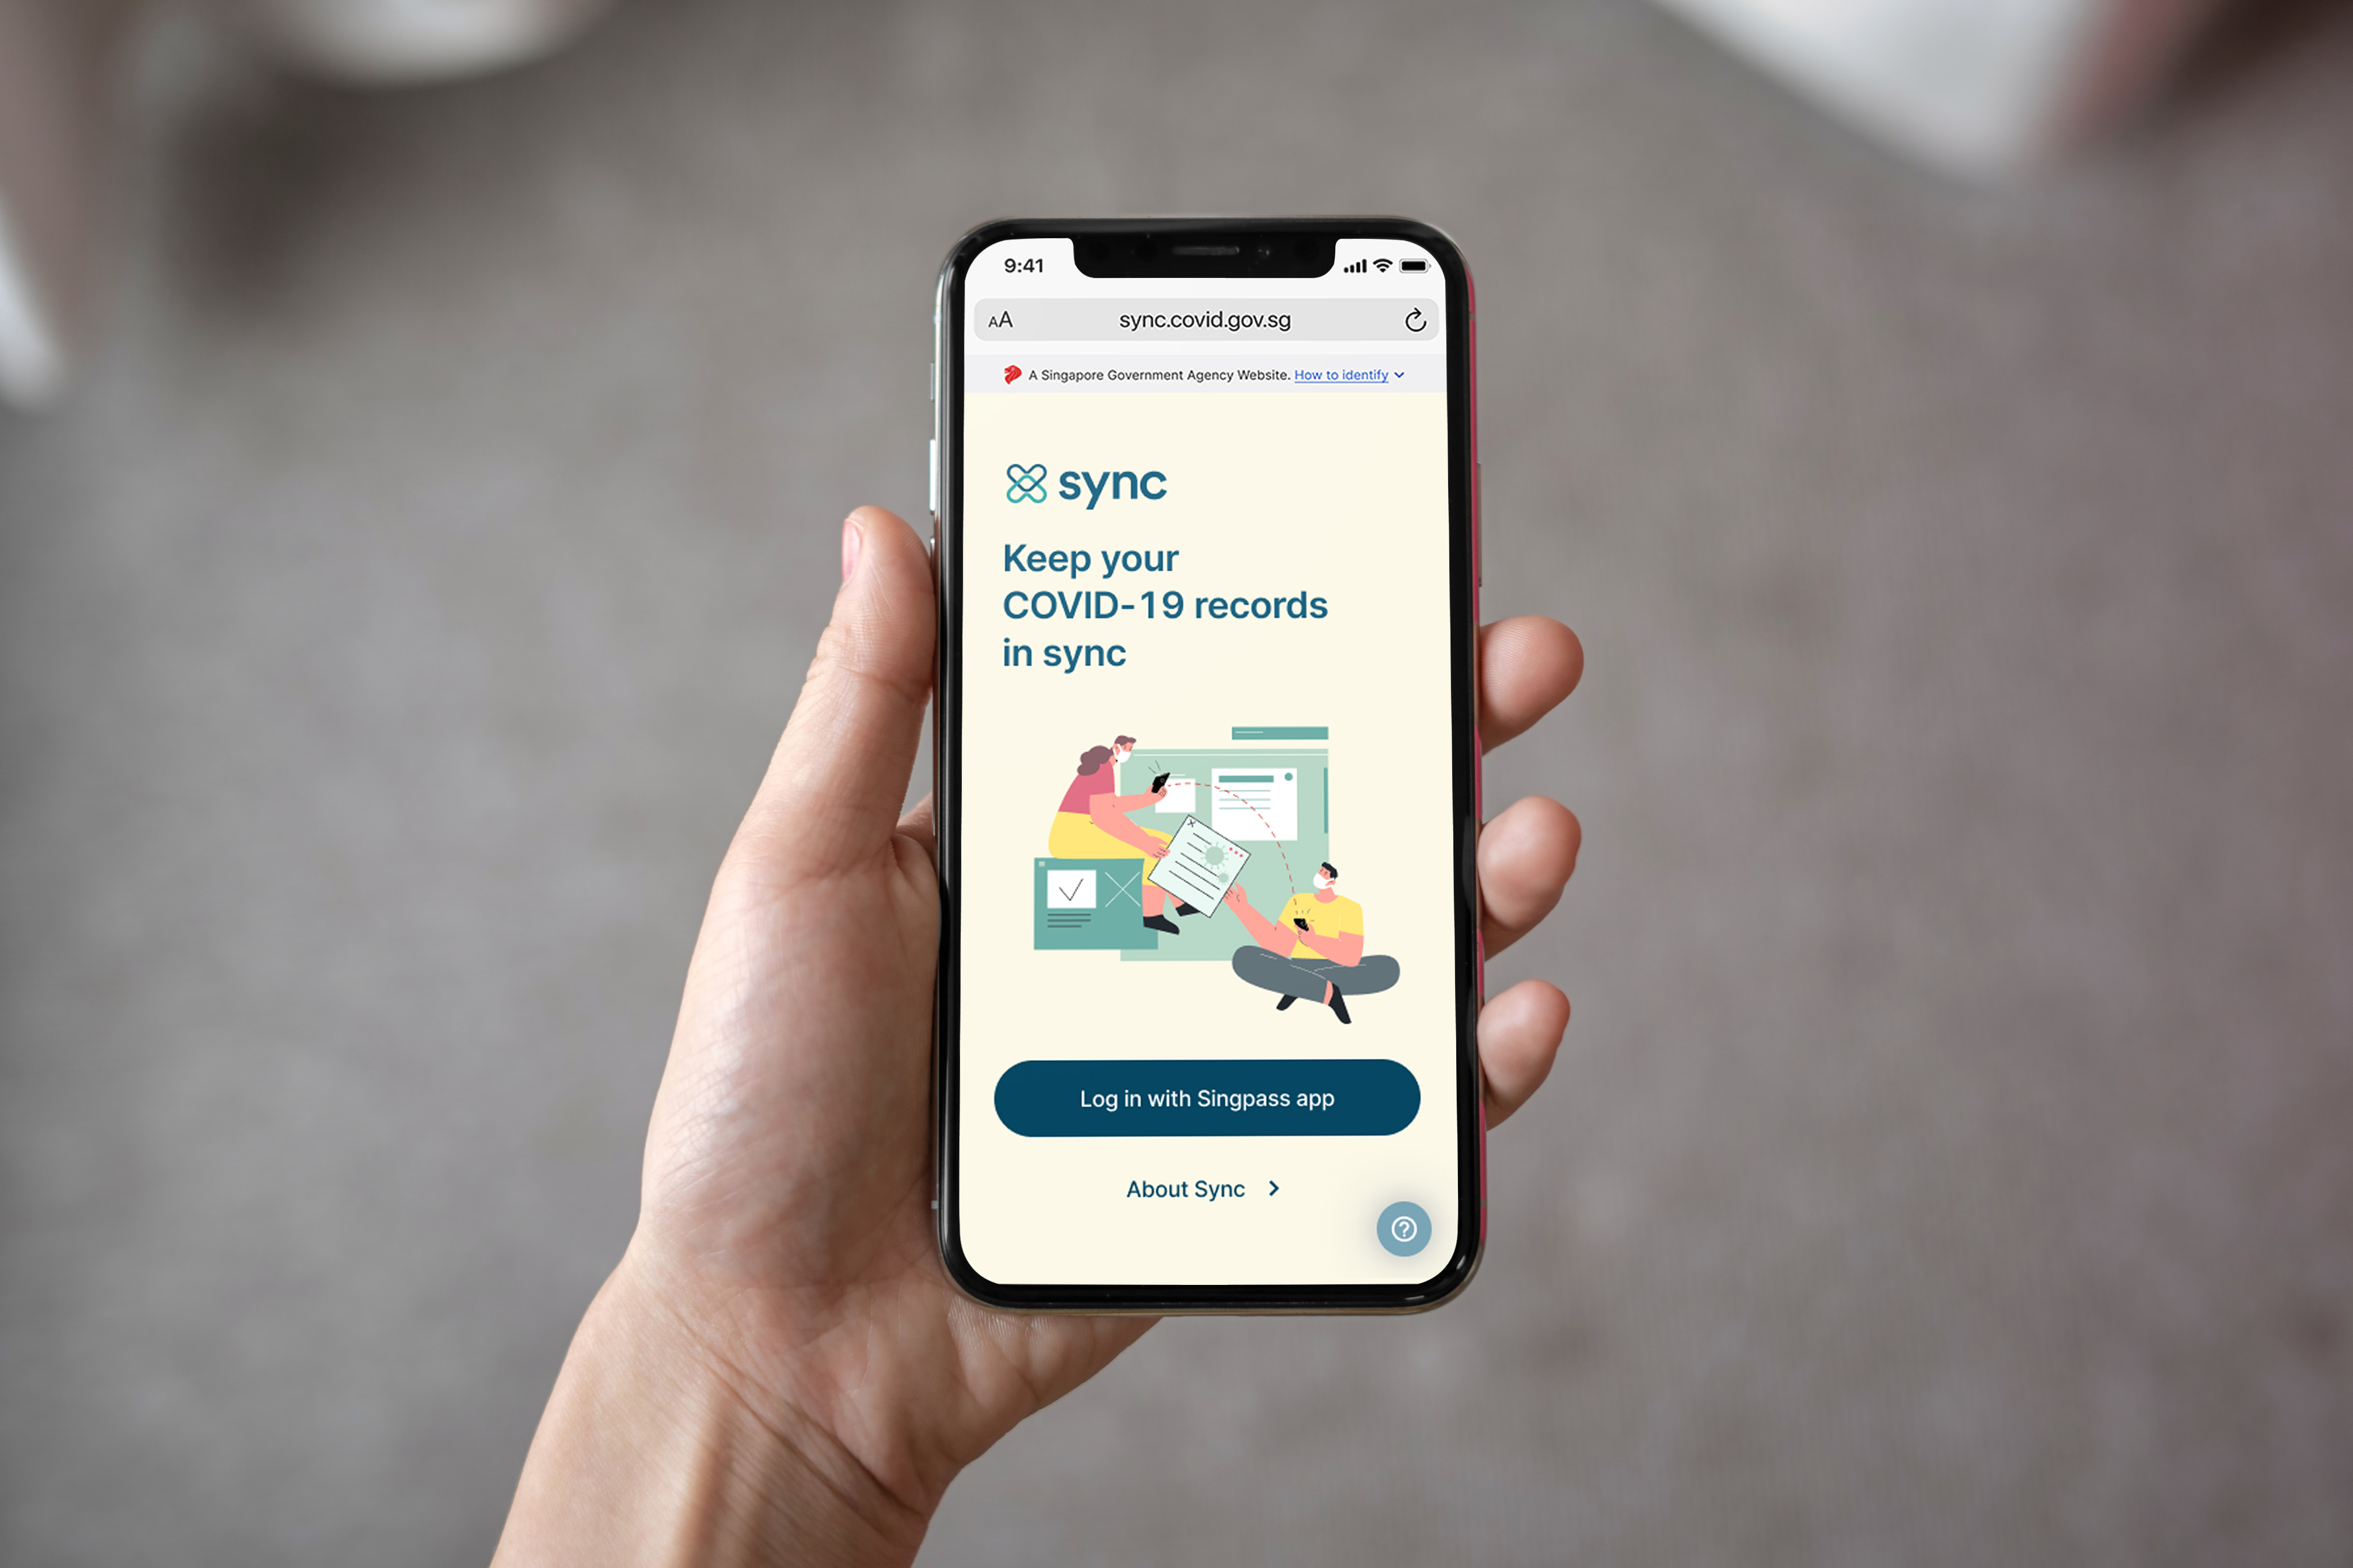 9:41
AA sync.covid.gov.sg
A Singapore Government Agency Website. How to identify
sync
Keep your
COVID-19 records
in sync
Log in with Singpass app
About Sync
?